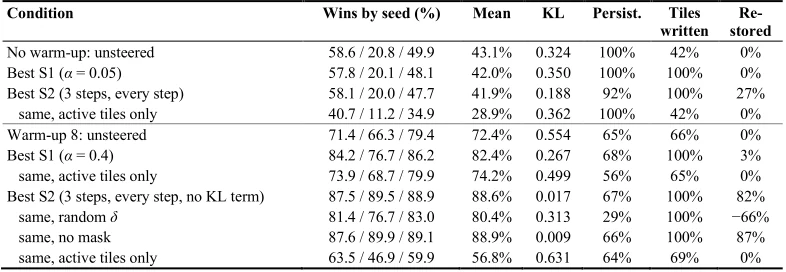 Condition Wins by seed (%) Mean KL Persist. Tiles written Re-stored
No warm-up: unsteered 58.6 / 20.8 / 49.9 43.1% 0.324 100% 42% 0%
Best S1 (α = 0.05) 57.8 / 20.1 / 48.1 42.0% 0.350 100% 100% 0%
Best S2 (3 steps, every step) 58.1 / 20.0 / 47.7 41.9% 0.188 92% 100% 27%
same, active tiles only 40.7 / 11.2 / 34.9 28.9% 0.362 100% 42% 0%
Warm-up 8: unsteered 71.4 / 66.3 / 79.4 72.4% 0.554 65% 66% 0%
Best S1 (α = 0.4) 84.2 / 76.7 / 86.2 82.4% 0.267 68% 100% 3%
same, active tiles only 73.9 / 68.7 / 79.9 74.2% 0.499 56% 65% 0%
Best S2 (3 steps, every step, no KL term) 87.5 / 89.5 / 88.9 88.6% 0.017 67% 100% 82%
same, random δ 81.4 / 76.7 / 83.0 80.4% 0.313 29% 100% −66%
same, no mask 87.6 / 89.9 / 89.1 88.9% 0.009 66% 100% 87%
same, active tiles only 63.5 / 46.9 / 59.9 56.8% 0.631 64% 69% 0%